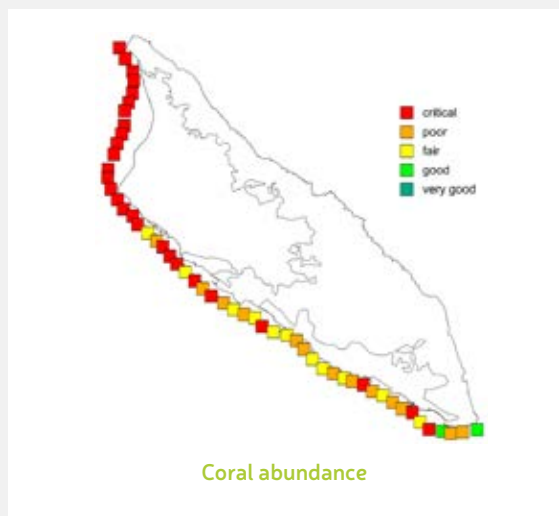 critical
poor
fair
good
very good
Coral abundance